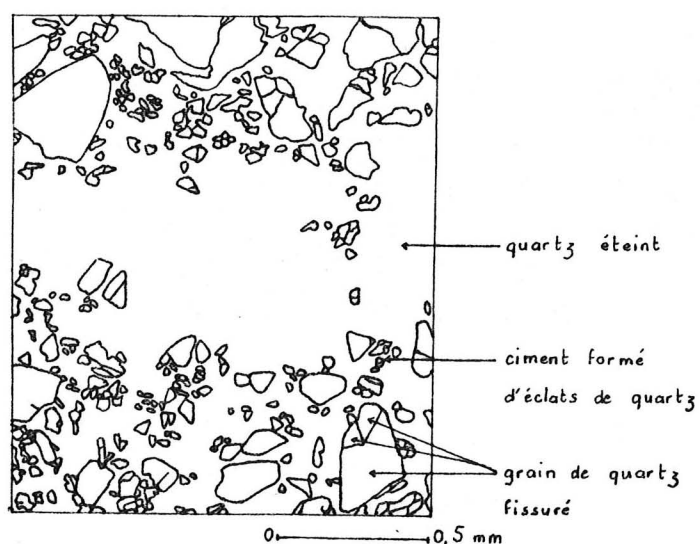 quartz éteint
ciment formé
d'éclats de quartz
grain de quartz
fissuré
0 0,5 mm